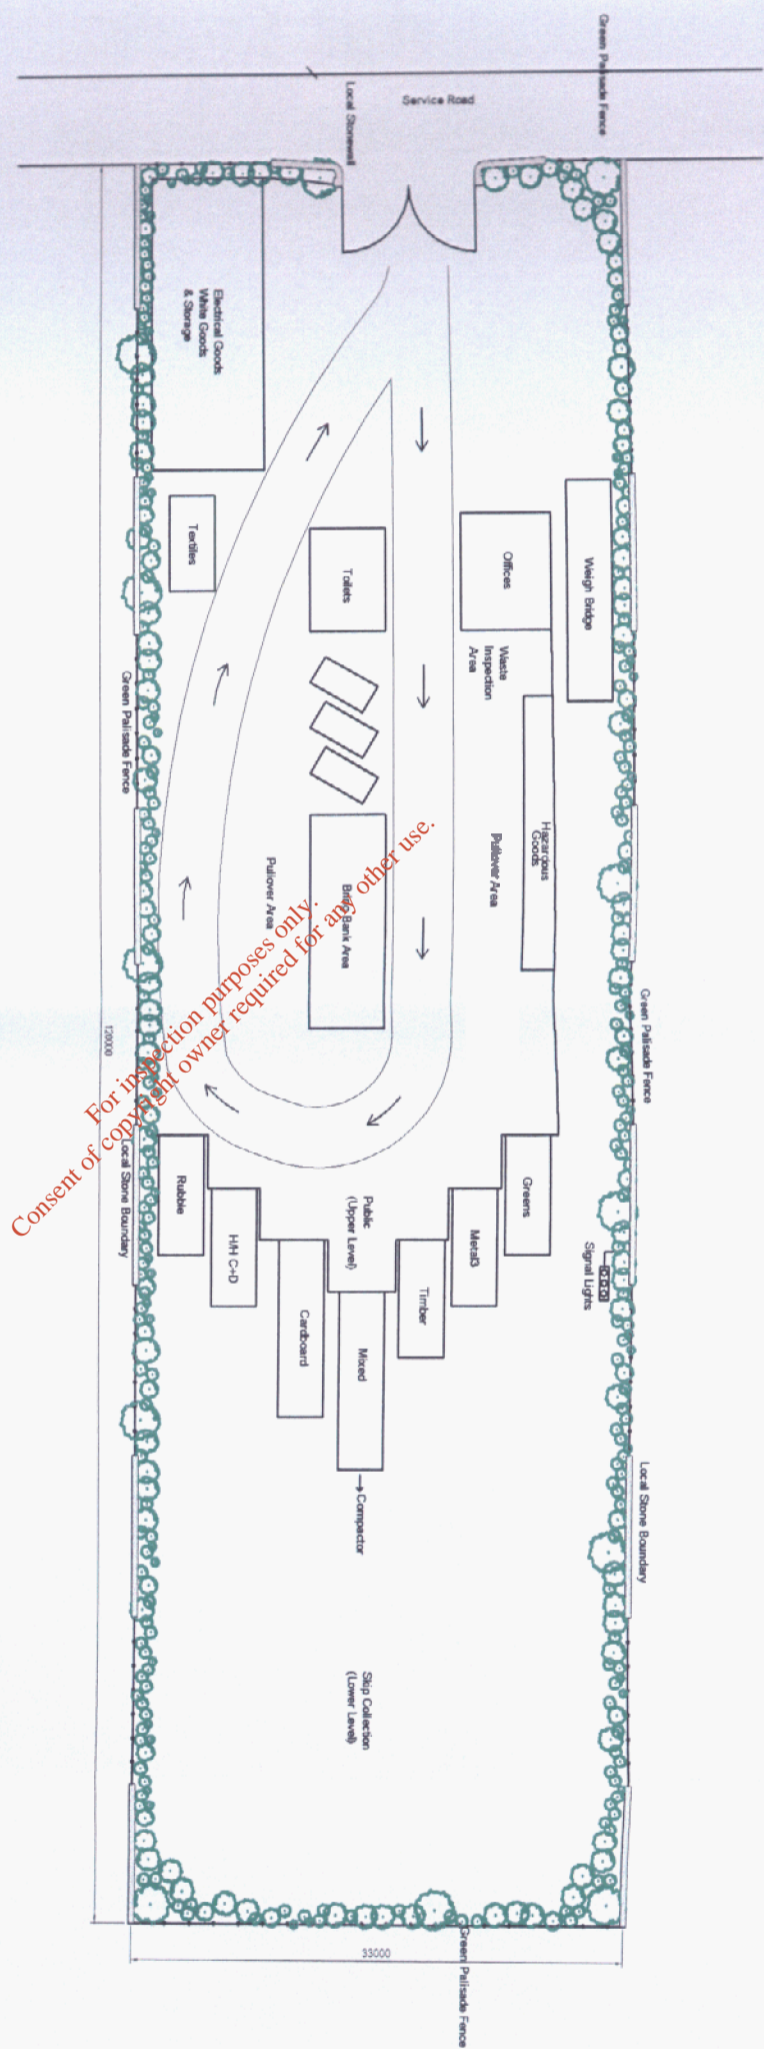 Green Palisade Fence
Service Road
Local Stonewall
Electrical Goods
White Goods
& Storage
Textiles
Toilets
Offices
Weigh Bridge
Waste
Inspection
Area
Green Palisade Fence
Hazardous
Goods
Pullover Area
Pullover Area
Bring Bank Area
Green Palisade Fence
120000
Local Stone Boundary
Rubble
H/H C+D
Public
(Upper Level)
Greens
Metal3
Timber
Cardboard
Mixed
Signal Lights
Compactor
Local Stone Boundary
Skip Collection
(Lower Level)
33000
Green Palisade Fence
For inspection purposes only.
Consent of copyright owner required for any other use.